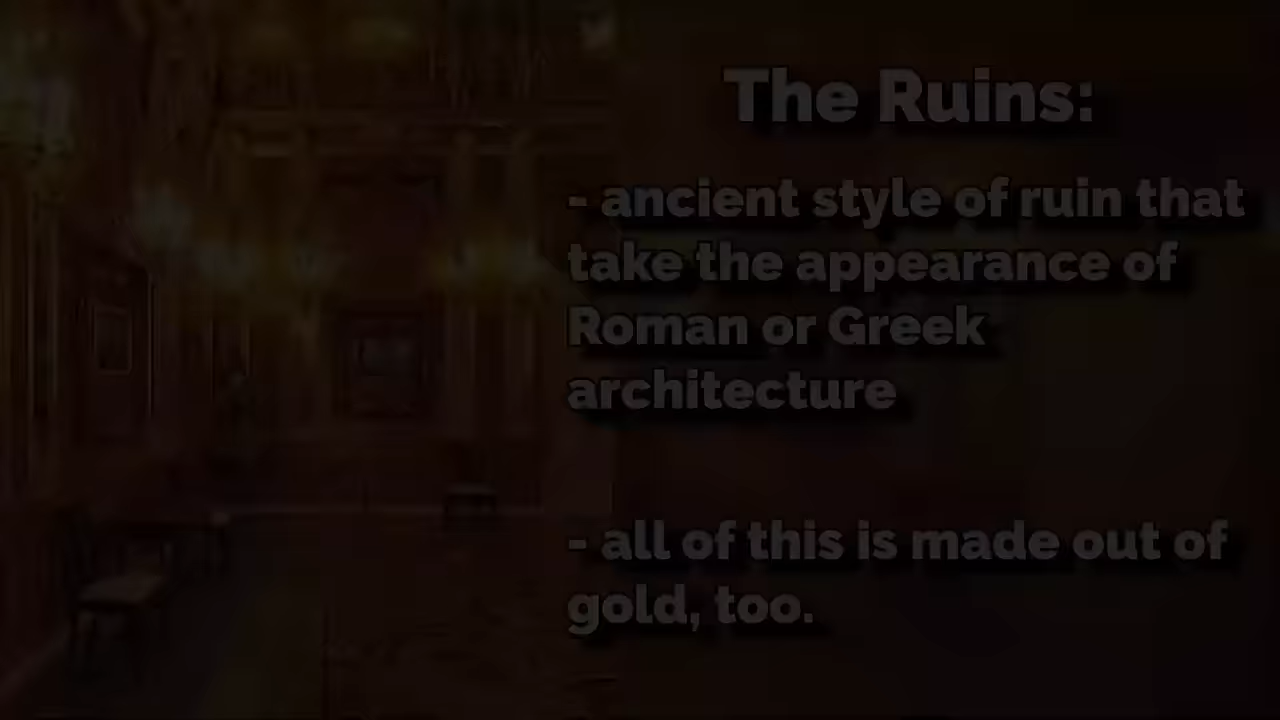 The Ruins:
- ancient style of ruin that
take the appearance of
Roman or Greek
architecture
- all of this is made out of
gold, too.